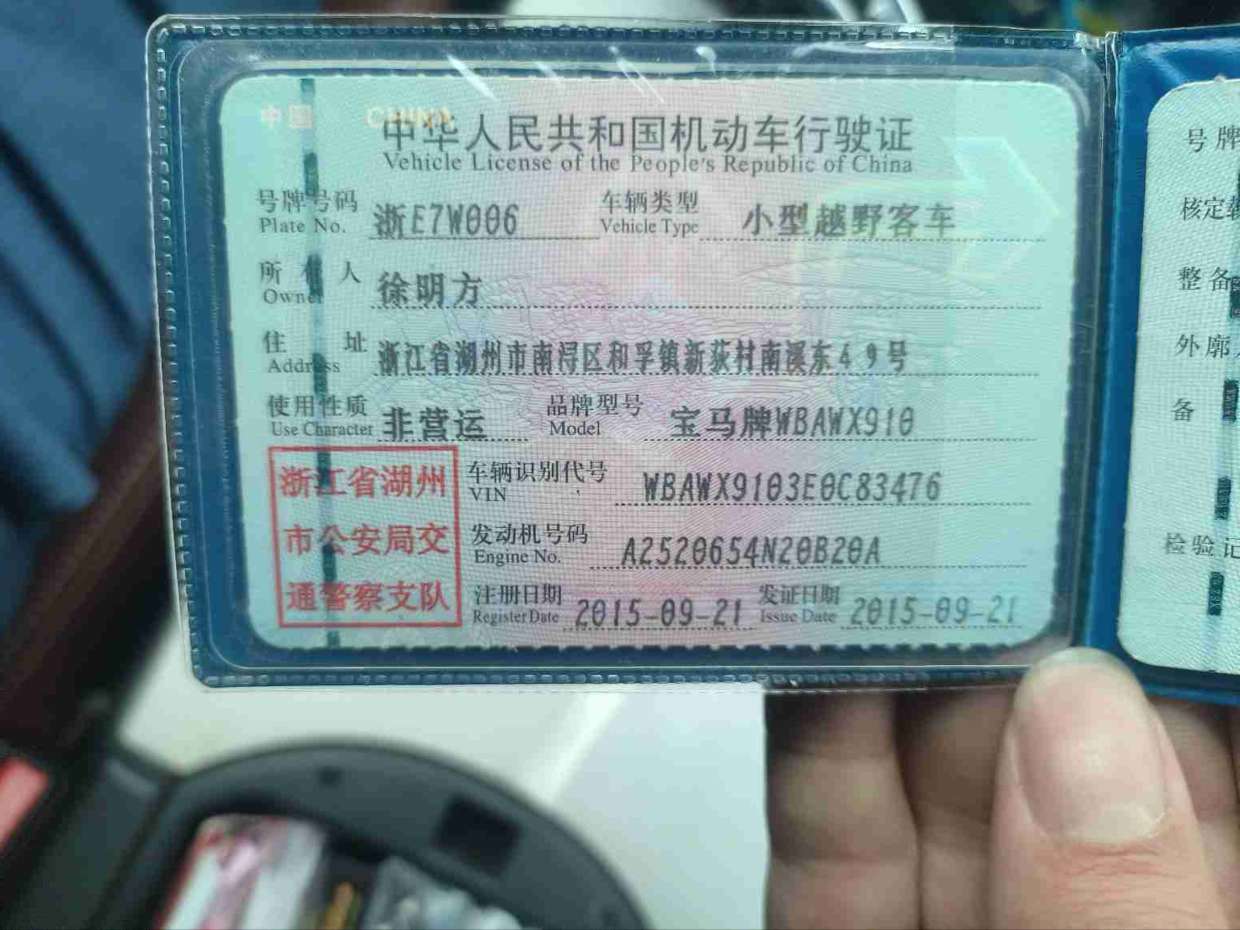 中国 CHINA
中华人民共和国机动车行驶证
Vehicle License of the People's Republic of China
号牌号码
Plate No.
浙E7W006
车辆类型
Vehicle Type
小型越野客车
所有人
Owner
徐明方
住址
Address
浙江省湖州市南浔区和孚镇新荻村南溪东49号
使用性质
Use Character
非营运
品牌型号
Model
宝马牌WBAWX910
浙江省湖州
市公安局交
通警察支队
车辆识别代号
VIN
WBAWX9103E0C83476
发动机号码
Engine No.
A2520654N20B20A
注册日期
Register Date
2015-09-21
发证日期
Issue Date
2015-09-21
号牌
核定
整备
外廓
备
检验记